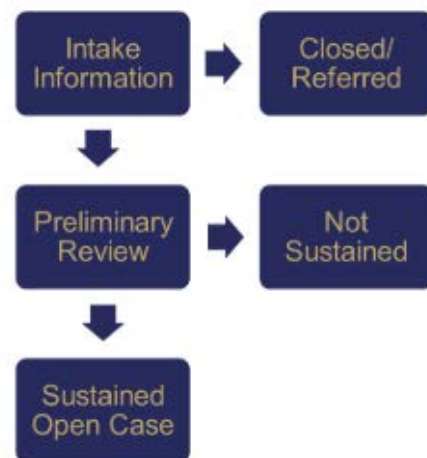 Intake
Information
Closed/
Referred
Preliminary
Review
Not
Sustained
Sustained
Open Case